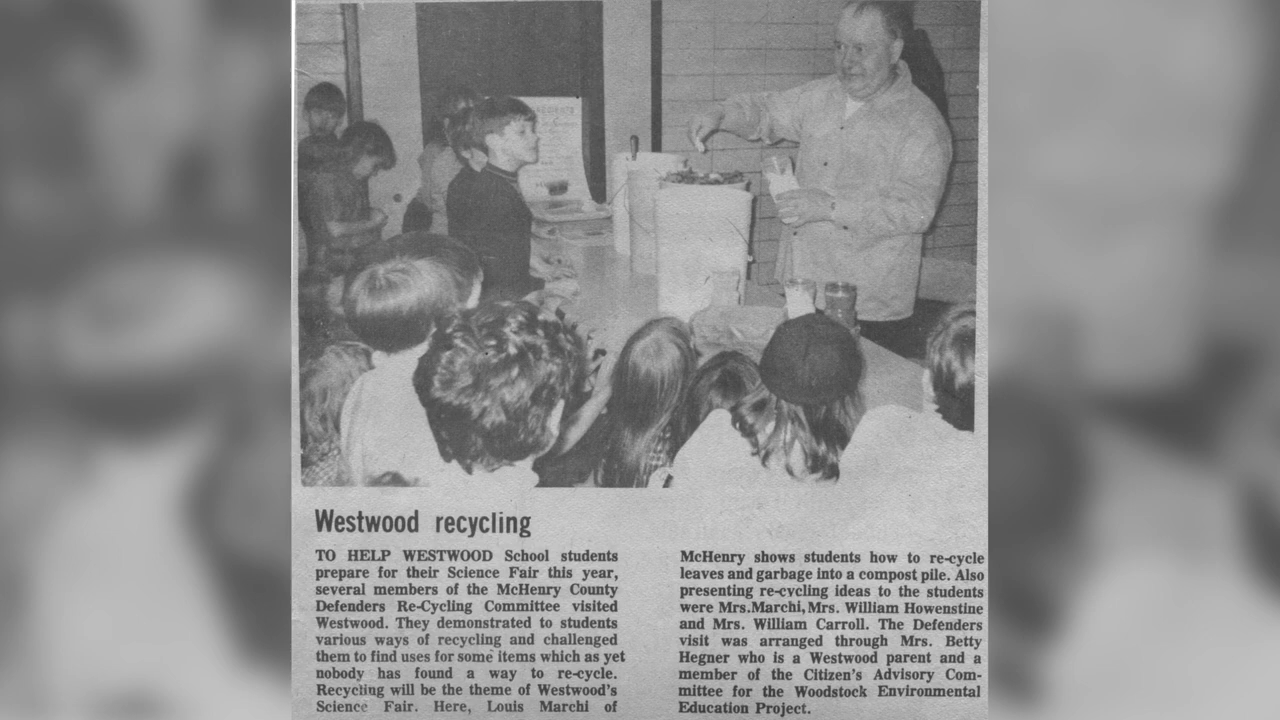 Westwood recycling
TO HELP WESTWOOD School students
prepare for their Science Fair this year,
several members of the McHenry County
Defenders Re-Cycling Committee visited
Westwood. They demonstrated to students
various ways of recycling and challenged
them to find uses for some items which as yet
nobody has found a way to re-cycle.
Recycling will be the theme of Westwood's
Science Fair. Here, Louis Marchi of
McHenry shows students how to re-cycle
leaves and garbage into a compost pile. Also
presenting re-cycling ideas to the students
were Mrs.Marchi, Mrs. William Howenstine
and Mrs. William Carroll. The Defenders
visit was arranged through Mrs. Betty
Hegner who is a Westwood parent and a
member of the Citizen's Advisory Com-
mittee for the Woodstock Environmental
Education Project.